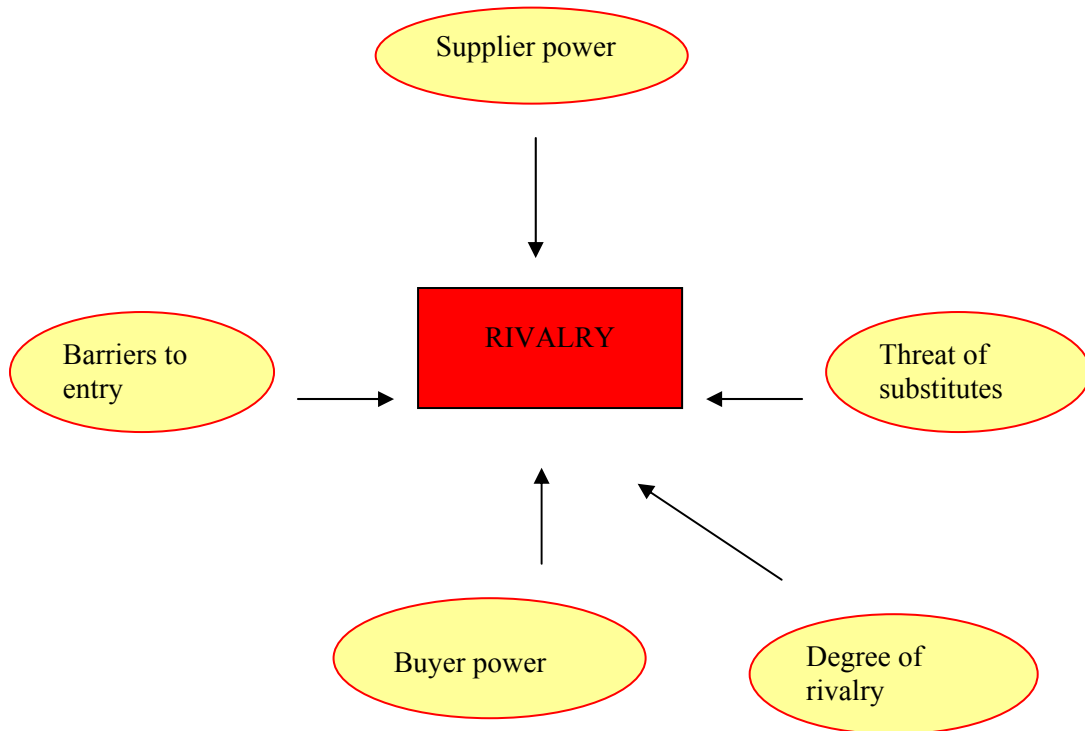 Supplier power
RIVALRY
Barriers to
entry
Threat of
substitutes
Buyer power
Degree of
rivalry